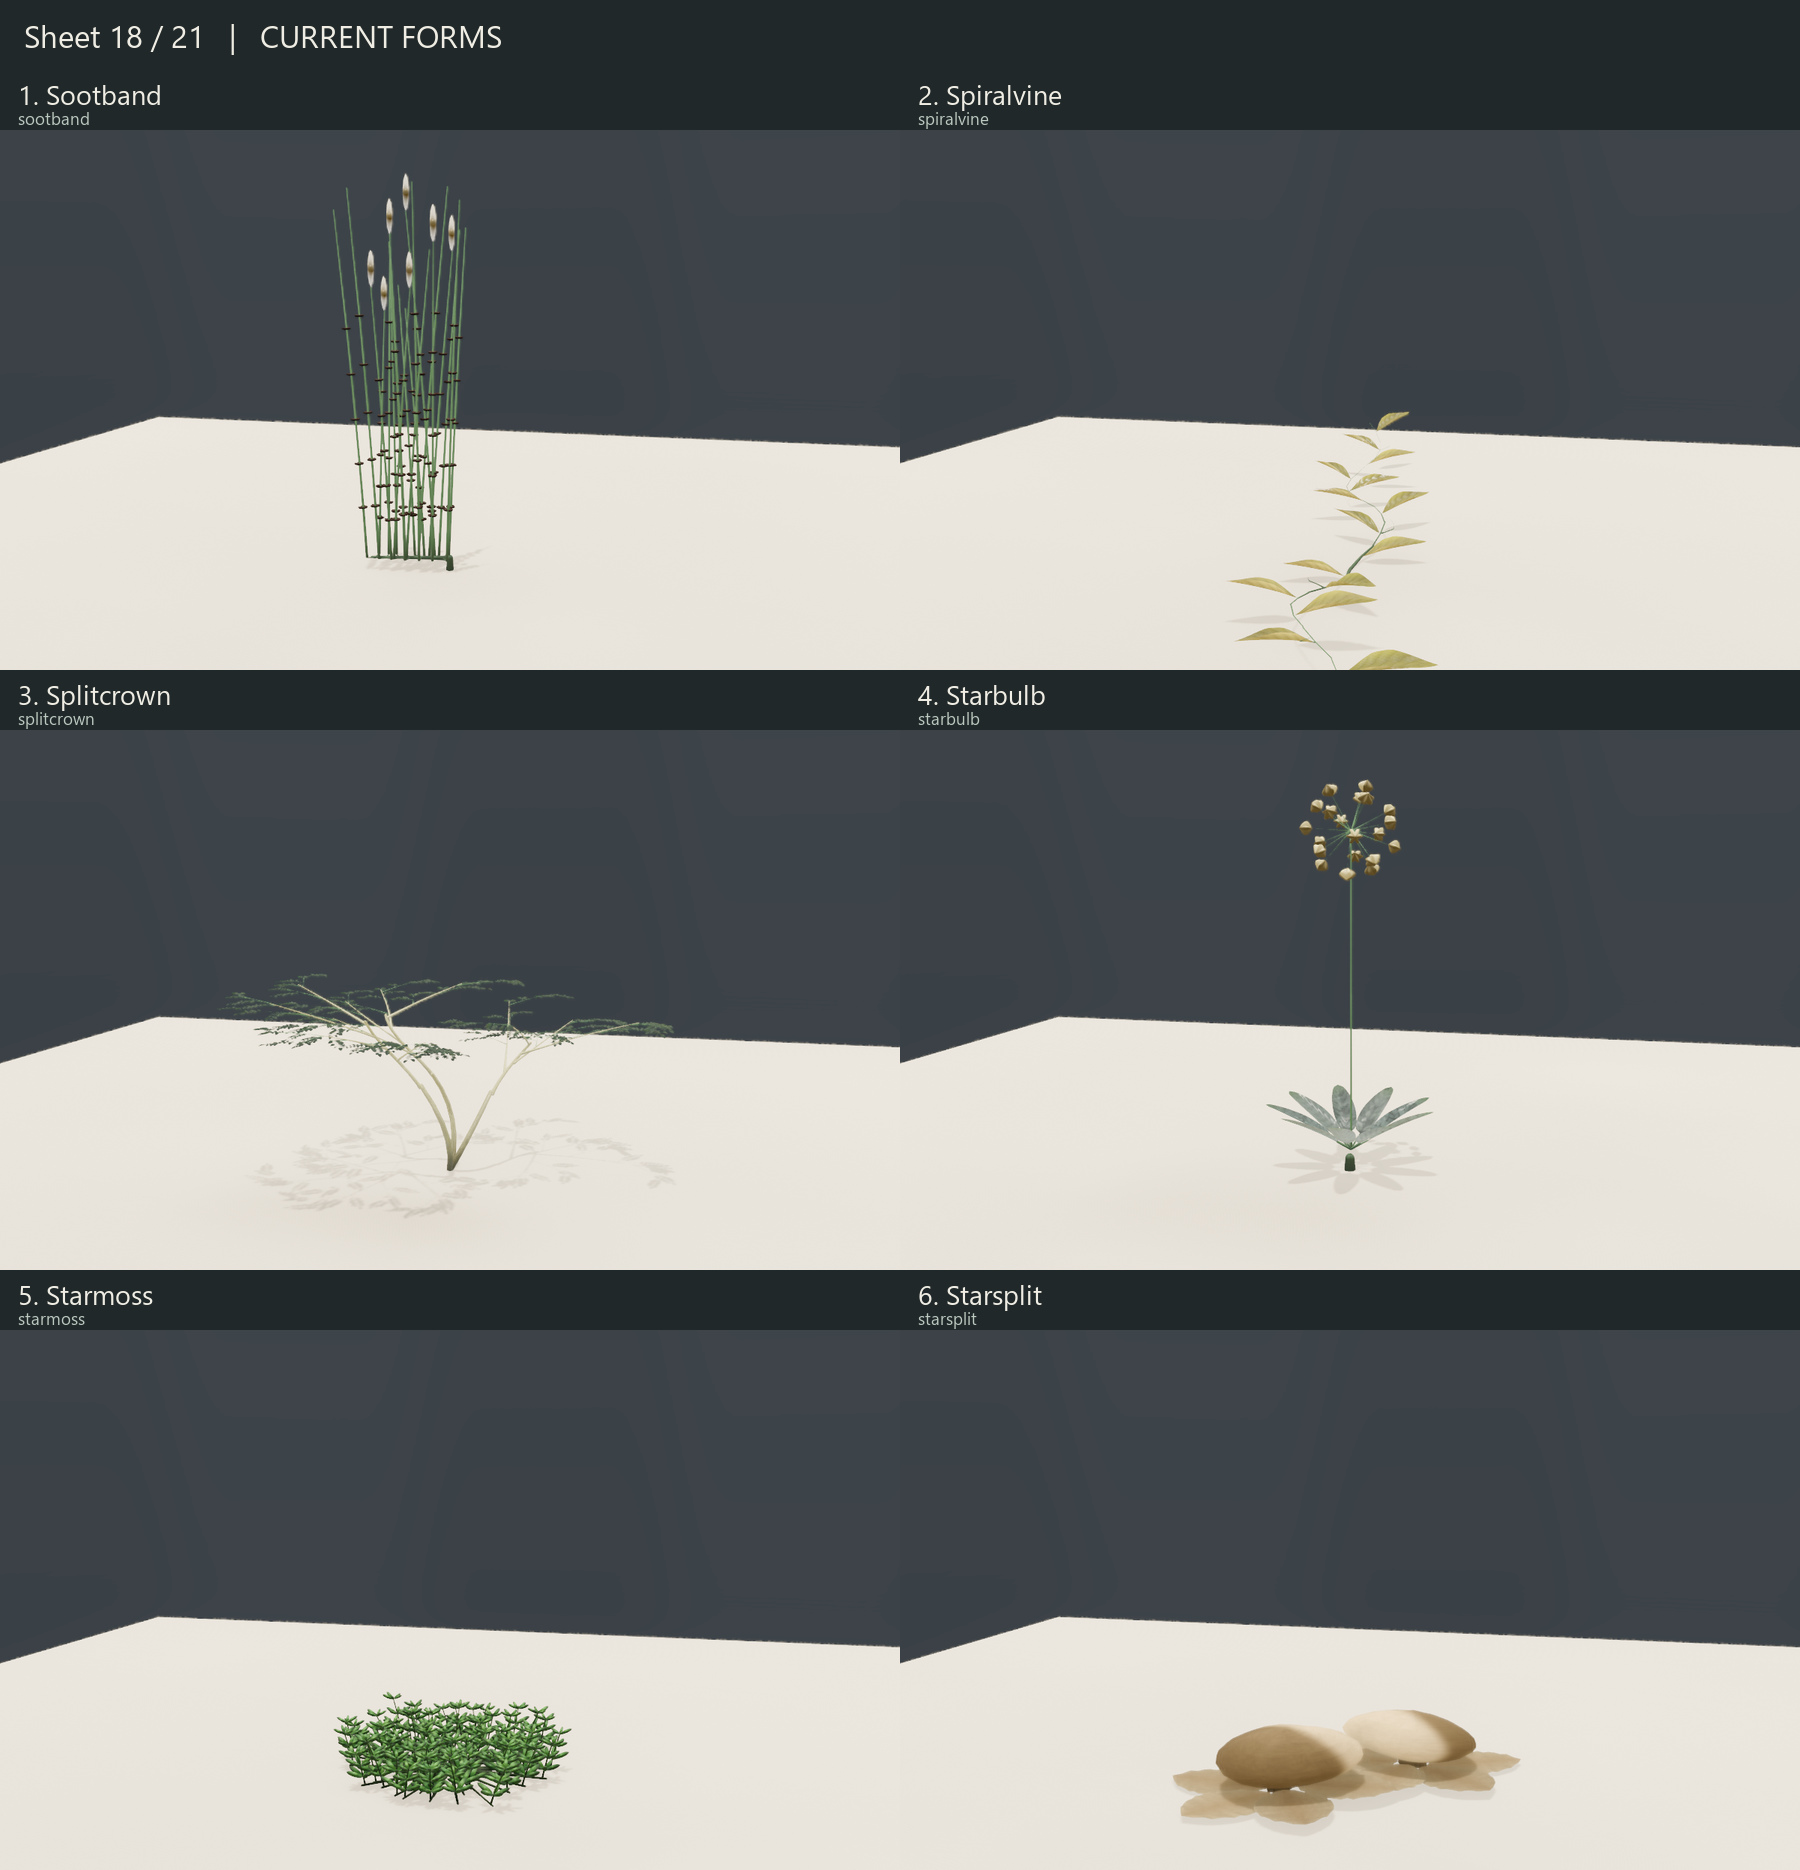 Sheet 18 / 21 | CURRENT FORMS
1. Sootband
sootband
2. Spiralvine
spiralvine
3. Splitcrown
splitcrown
4. Starbulb
starbulb
5. Starmoss
starmoss
6. Starsplit
starsplit